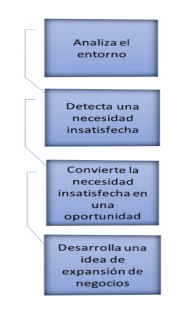 Analiza el
entorno
Detecta una
necesidad
insatisfecha
Convierte la
necesidad
insatisfecha en
una
oportunidad
Desarrolla una
idea de
expansión de
negocios